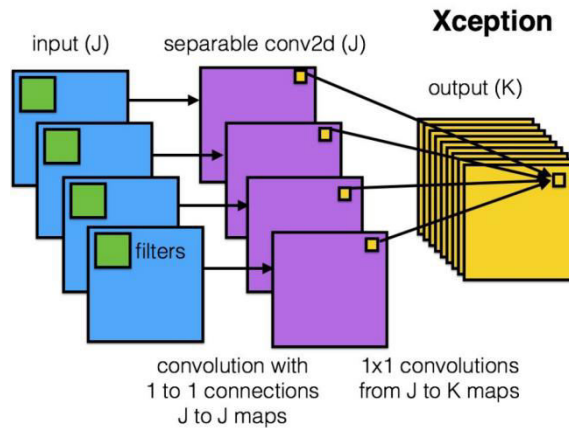 Xception
input (J)
separable conv2d (J)
output (K)
filters
convolution with
1 to 1 connections
J to J maps
1x1 convolutions
from J to K maps